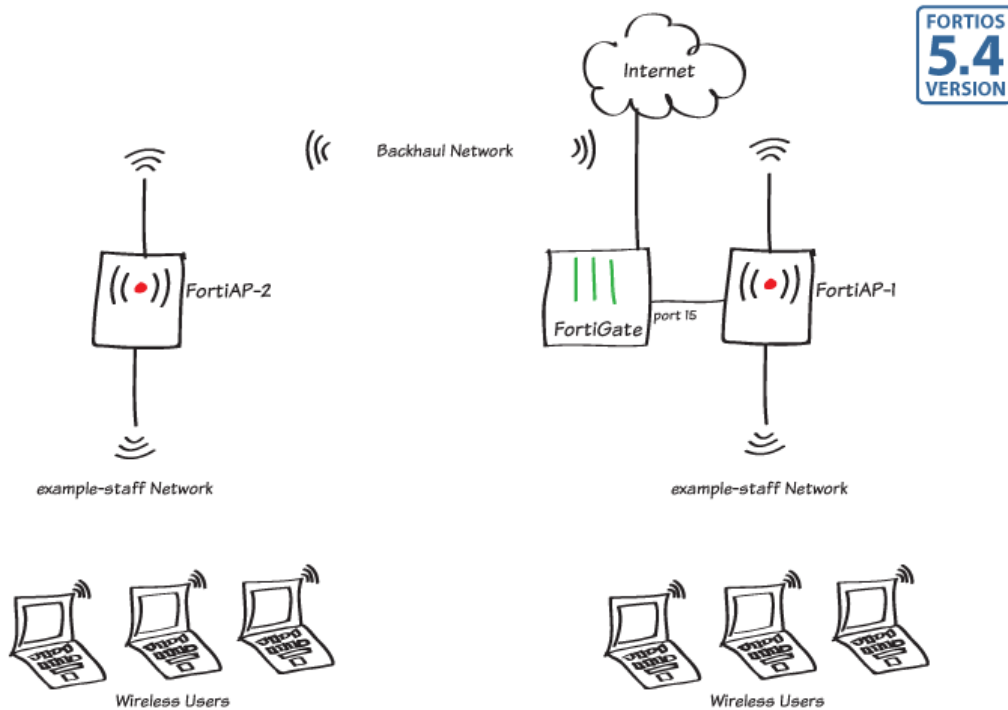 FORTIOS
5.4
VERSION
Internet
Backhaul Network
FortiAP-2
FortiGate
port 15
FortiAP-1
example-staff Network
example-staff Network
Wireless Users
Wireless Users